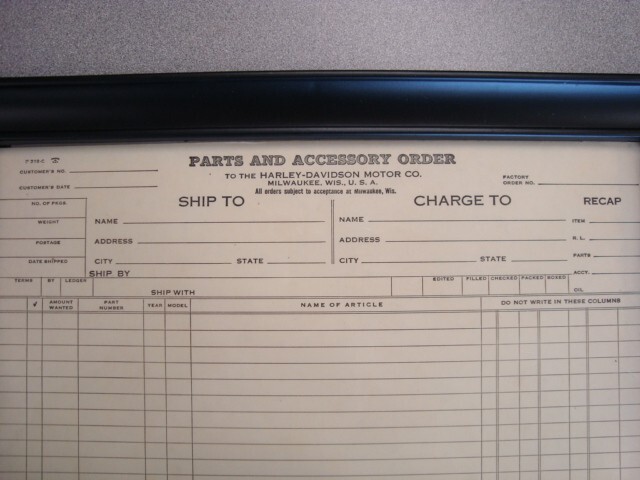 PARTS AND ACCESSORY ORDER
TO THE HARLEY-DAVIDSON MOTOR CO.
MILWAUKEE, WIS., U. S. A.
All orders subject to acceptance at Milwaukee, Wis.
CUSTOMER'S NO.
CUSTOMER'S DATE
FACTORY
ORDER NO.
NO. OF PKGS.
WEIGHT
POSTAGE
DATE SHIPPED
SHIP TO
NAME
ADDRESS
CITY STATE
CHARGE TO
NAME
ADDRESS
CITY STATE
RECAP
ITEM
R. L.
PARTS
ACCY.
OIL
SHIP BY
TERMS BY LEDGER
SHIP WITH
EDITED FILLED CHECKED PACKED BOXED
AMOUNT WANTED
PART NUMBER
YEAR MODEL
NAME OF ARTICLE
DO NOT WRITE IN THESE COLUMNS